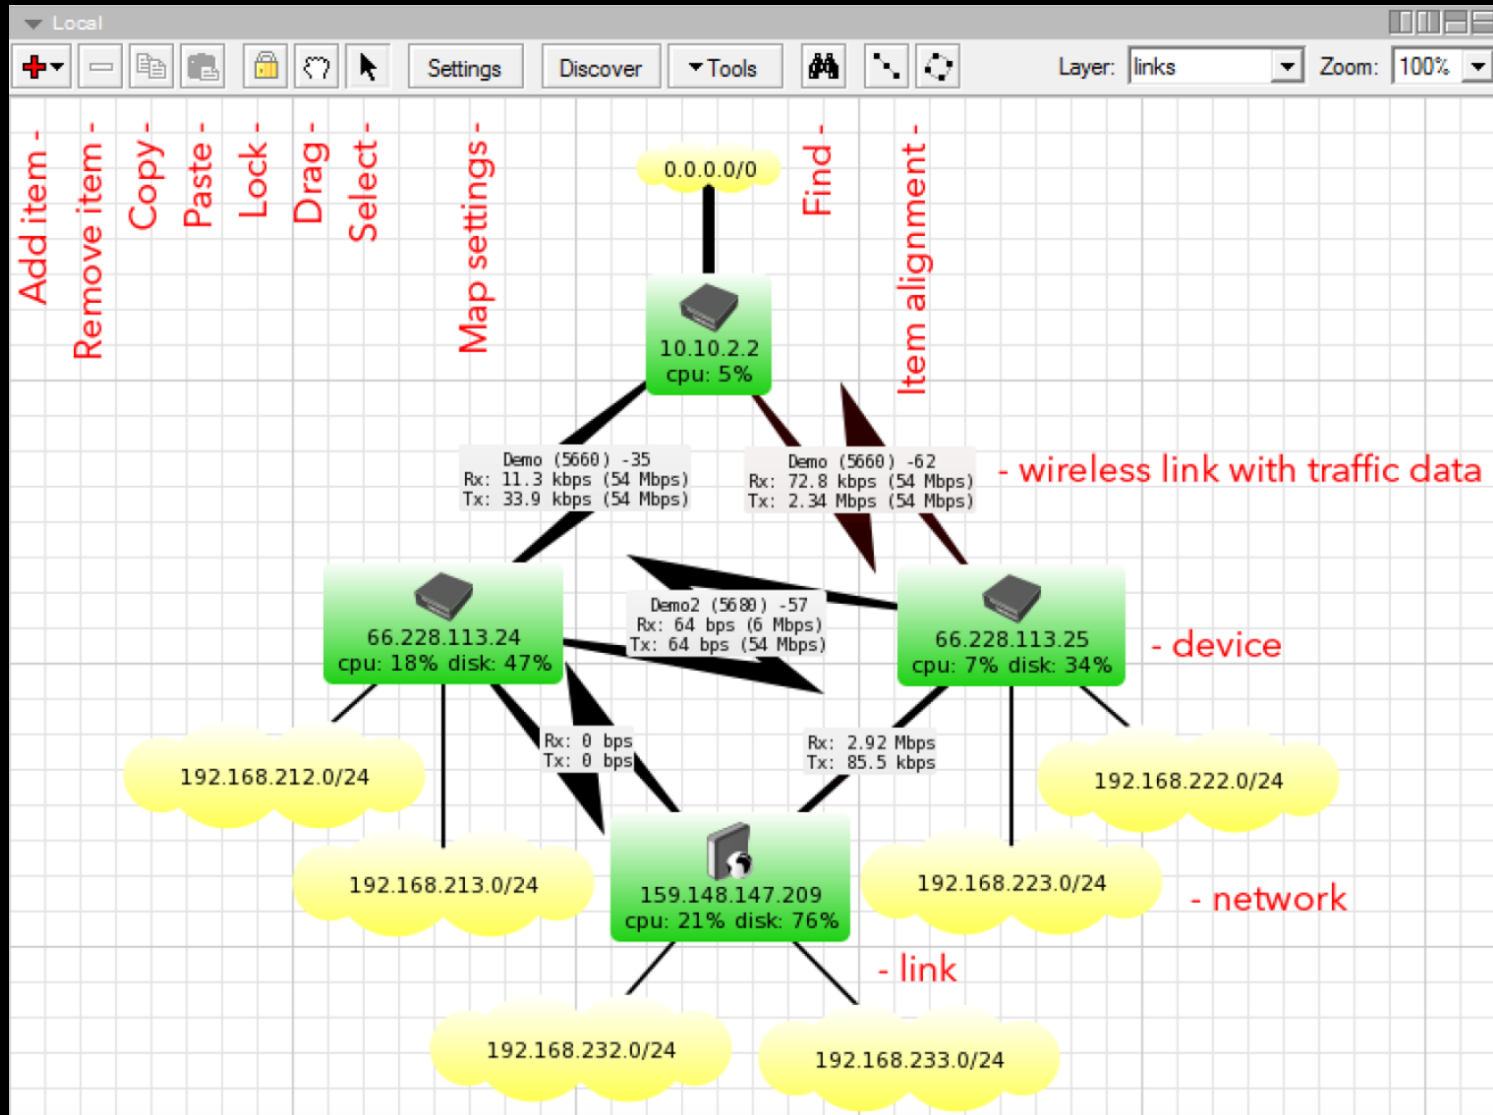 Local
Settings
Discover
Tools
Layer:
links
Zoom:
100%
Add item -
Remove item -
Copy -
Paste -
Lock -
Drag -
Select -
Map settings -
Find -
Item alignment -
0.0.0.0/0
10.10.2.2
cpu: 5%
Demo (5660) -35
Rx: 11.3 kbps (54 Mbps)
Tx: 33.9 kbps (54 Mbps)
Demo (5660) -62
Rx: 72.8 kbps (54 Mbps)
Tx: 2.34 Mbps (54 Mbps)
- wireless link with traffic data
66.228.113.24
cpu: 18% disk: 47%
Demo2 (5680) -57
Rx: 64 bps (6 Mbps)
Tx: 64 bps (54 Mbps)
66.228.113.25
cpu: 7% disk: 34%
- device
Rx: 0 bps
Tx: 0 bps
Rx: 2.92 Mbps
Tx: 85.5 kbps
192.168.212.0/24
192.168.222.0/24
192.168.213.0/24
159.148.147.209
cpu: 21% disk: 76%
192.168.223.0/24
- network
- link
192.168.232.0/24
192.168.233.0/24